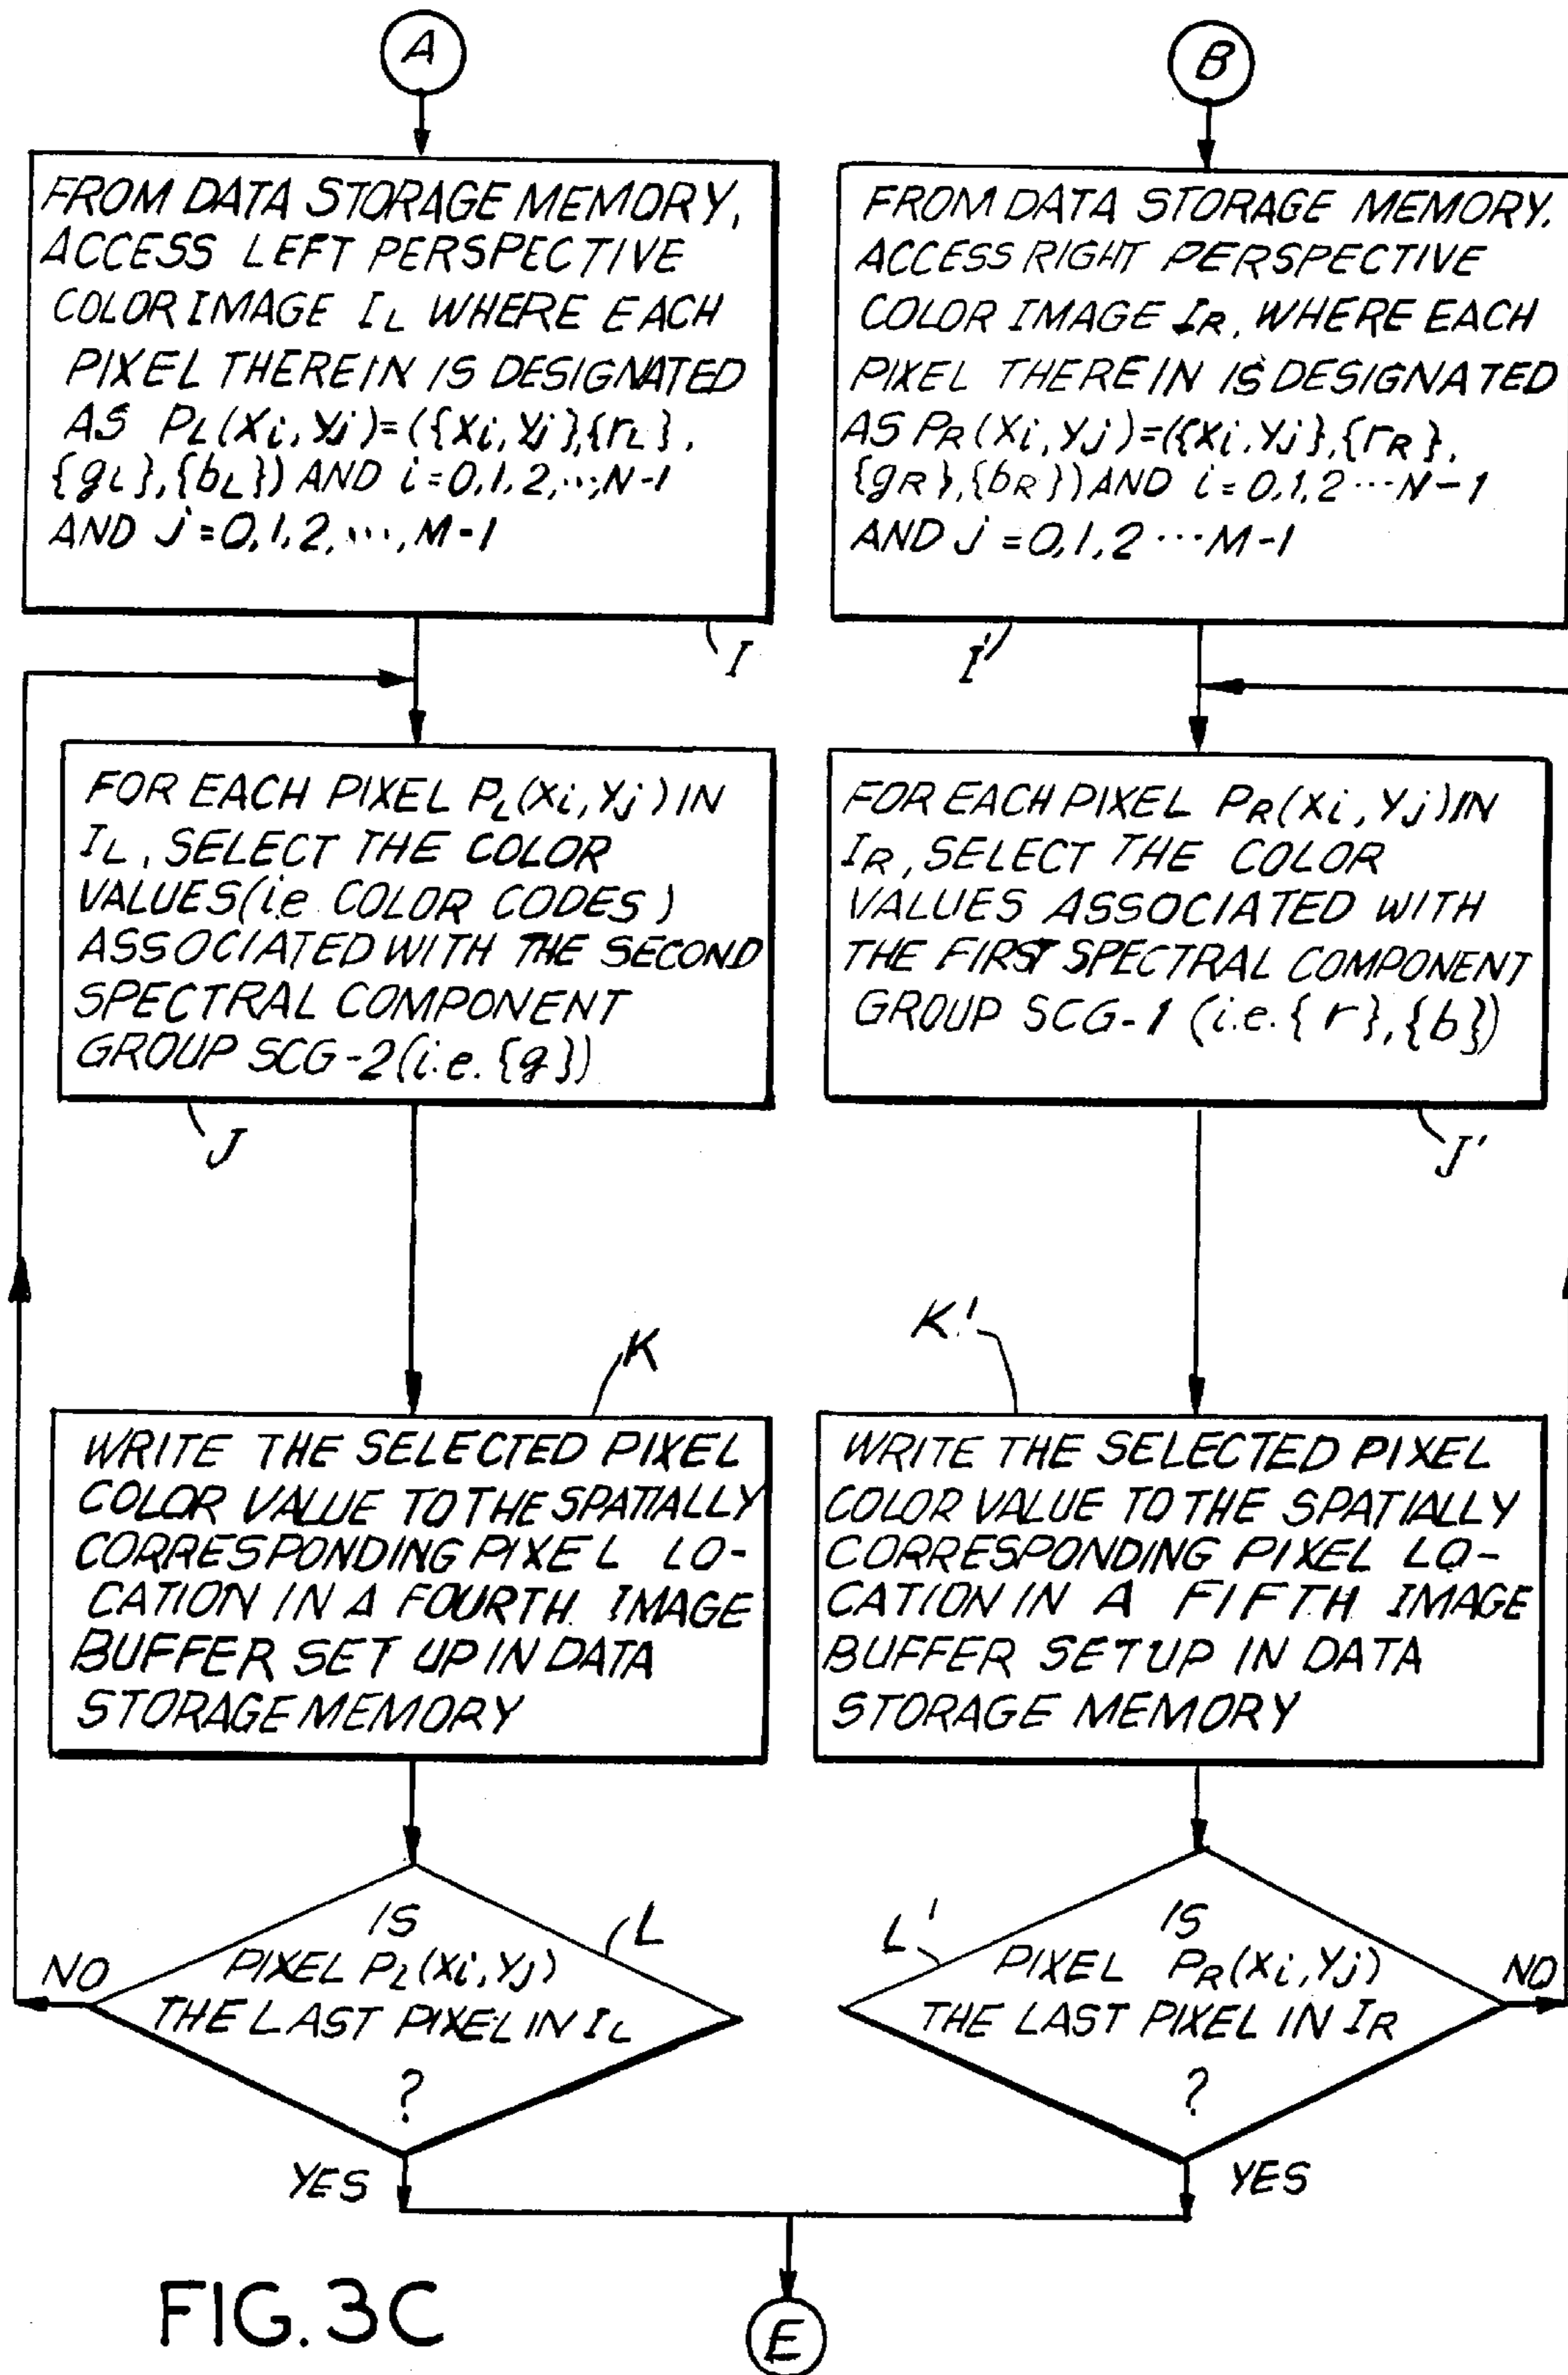 A
FROM DATA STORAGE MEMORY,
ACCESS LEFT PERSPECTIVE
COLOR IMAGE IL WHERE EACH
PIXEL THEREIN IS DESIGNATED
AS PL(Xi,Yj)=({Xi,Yj},{rL},
{gL},{bL}) AND i=0,1,2,...,N-1
AND j=0,1,2,...,M-1
I
FOR EACH PIXEL PL(Xi,Yj) IN
IL, SELECT THE COLOR
VALUES (i.e. COLOR CODES)
ASSOCIATED WITH THE SECOND
SPECTRAL COMPONENT
GROUP SCG-2 (i.e. {g})
J
K
WRITE THE SELECTED PIXEL
COLOR VALUE TO THE SPATIALLY
CORRESPONDING PIXEL LO-
CATION IN A FOURTH IMAGE
BUFFER SET UP IN DATA
STORAGE MEMORY
L
IS
PIXEL PL(Xi,Yj)
THE LAST PIXEL IN IL
?
NO
YES
B
FROM DATA STORAGE MEMORY.
ACCESS RIGHT PERSPECTIVE
COLOR IMAGE IR, WHERE EACH
PIXEL THEREIN IS DESIGNATED
AS PR(Xi,Yj)=({Xi,Yj},{rR},
{gR},{bR}) AND i=0,1,2...N-1
AND j=0,1,2...M-1
I'
FOR EACH PIXEL PR(Xi,Yj) IN
IR, SELECT THE COLOR
VALUES ASSOCIATED WITH
THE FIRST SPECTRAL COMPONENT
GROUP SCG-1 (i.e. {r},{b})
J'
K'
WRITE THE SELECTED PIXEL
COLOR VALUE TO THE SPATIALLY
CORRESPONDING PIXEL LO-
CATION IN A FIFTH IMAGE
BUFFER SETUP IN DATA
STORAGE MEMORY
L'
IS
PIXEL PR(Xi,Yj)
THE LAST PIXEL IN IR
?
NO
YES
E
FIG. 3C